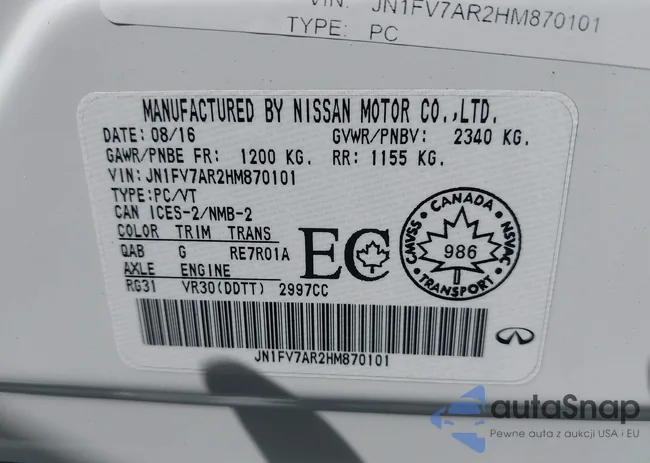 VIN: JN1FV7AR2HM870101
TYPE: PC
MANUFACTURED BY NISSAN MOTOR CO.,LTD.
DATE: 08/16 GVWR/PNBV: 2340 KG.
GAWR/PNBE FR: 1200 KG. RR: 1155 KG.
VIN: JN1FV7AR2HM870101
TYPE:PC/VT
CAN ICES-2/NMB-2
COLOR TRIM TRANS
QAB G RE7R01A
AXLE ENGINE
RG31 VR30(DDTT) 2997CC
EC
CANADA
CMVSS 986 NSVAC
TRANSPORT
JN1FV7AR2HM870101
autaSnap
Pewne auta z aukcji USA i EU